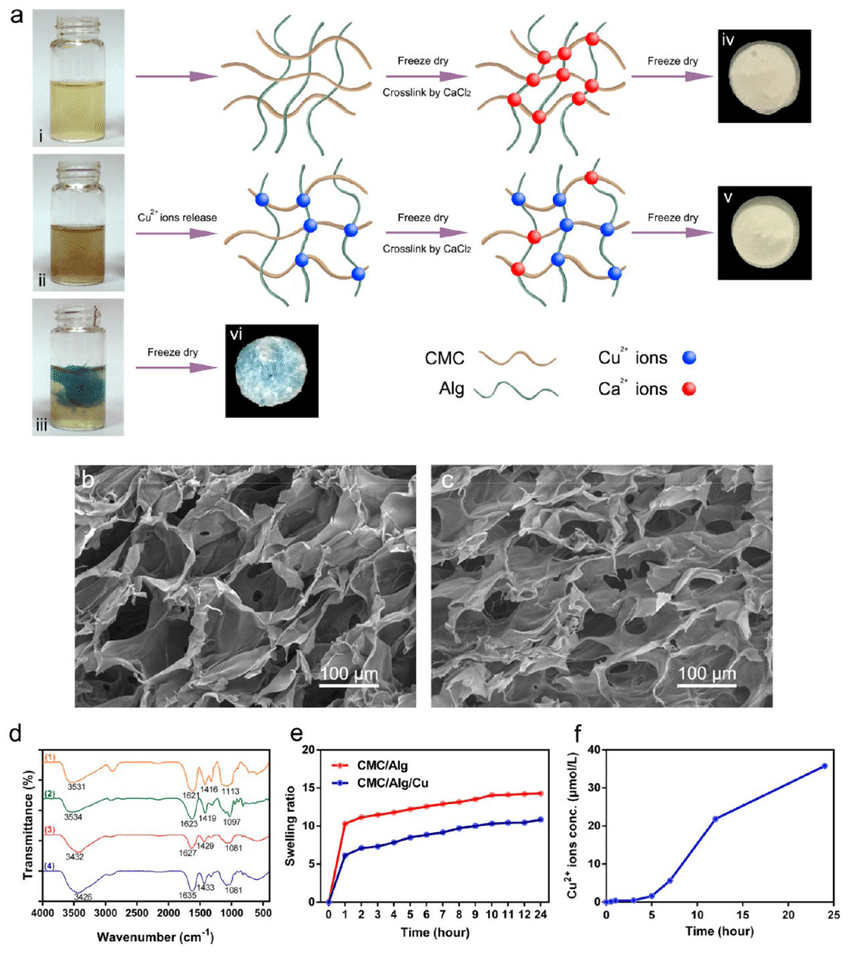 a
i
Freeze dry
Crosslink by CaCl₂
Freeze dry
iv
ii
Cu²⁺ ions release
Freeze dry
Crosslink by CaCl₂
Freeze dry
v
iii
Freeze dry
vi
CMC
Alg
Cu²⁺ ions
Ca²⁺ ions
b
100 µm
c
100 µm
d
Transmittance (%)
(1)
3531
1621
1416
1113
(2)
3534
1623
1419
1097
(3)
3432
1627
1429
1081
(4)
3426
1635
1433
1081
4000 3500 3000 2500 2000 1500 1000 500
Wavenumber (cm⁻¹)
e
Swelling ratio
20
15
10
5
0
CMC/Alg
CMC/Alg/Cu
0 1 2 3 4 5 6 7 8 9 10 11 12 24
Time (hour)
f
Cu²⁺ ions conc. (µmol/L)
40
30
20
10
0
0 5 10 15 20 25
Time (hour)